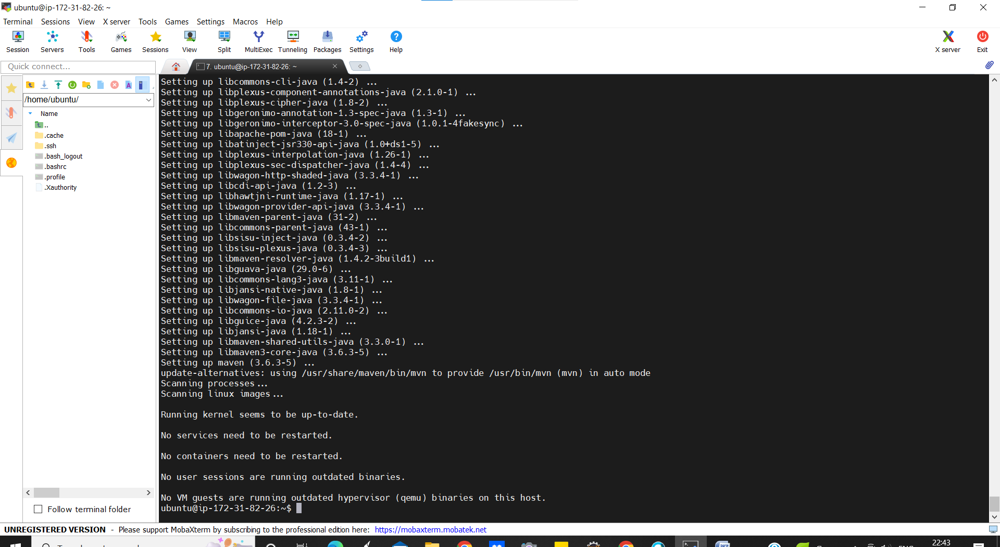 ubuntu@ip-172-31-82-26: ~
Terminal Sessions View X server Tools Games Settings Macros Help
Session Servers Tools Games Sessions View Split MultiExec Tunneling Packages Settings Help X server Exit
Quick connect...
7. ubuntu@ip-172-31-82-26: ~
/home/ubuntu/
Name
..
.cache
.ssh
.bash_logout
.bashrc
.profile
.Xauthority
Follow terminal folder
Setting up libcommons-cli-java (1.4-2) ...
Setting up libplexus-component-annotations-java (2.1.0-1) ...
Setting up libplexus-cipher-java (1.8-2) ...
Setting up libgeronimo-annotation-1.3-spec-java (1.3-1) ...
Setting up libgeronimo-interceptor-3.0-spec-java (1.0.1-4fakesync) ...
Setting up libapache-pom-java (18-1) ...
Setting up libatinject-jsr330-api-java (1.0+ds1-5) ...
Setting up libplexus-interpolation-java (1.26-1) ...
Setting up libplexus-sec-dispatcher-java (1.4-4) ...
Setting up libwagon-http-shaded-java (3.3.4-1) ...
Setting up libcdi-api-java (1.2-3) ...
Setting up libhawtjni-runtime-java (1.17-1) ...
Setting up libwagon-provider-api-java (3.3.4-1) ...
Setting up libmaven-parent-java (31-2) ...
Setting up libcommons-parent-java (43-1) ...
Setting up libsisu-inject-java (0.3.4-2) ...
Setting up libsisu-plexus-java (0.3.4-3) ...
Setting up libmaven-resolver-java (1.4.2-3build1) ...
Setting up libguava-java (29.0-6) ...
Setting up libcommons-lang3-java (3.11-1) ...
Setting up libjansi-native-java (1.8-1) ...
Setting up libwagon-file-java (3.3.4-1) ...
Setting up libcommons-io-java (2.11.0-2) ...
Setting up libguice-java (4.2.3-2) ...
Setting up libjansi-java (1.18-1) ...
Setting up libmaven-shared-utils-java (3.3.0-1) ...
Setting up libmaven3-core-java (3.6.3-5) ...
Setting up maven (3.6.3-5) ...
update-alternatives: using /usr/share/maven/bin/mvn to provide /usr/bin/mvn (mvn) in auto mode
Scanning processes...
Scanning linux images...
Running kernel seems to be up-to-date.
No services need to be restarted.
No containers need to be restarted.
No user sessions are running outdated binaries.
No VM guests are running outdated hypervisor (qemu) binaries on this host.
ubuntu@ip-172-31-82-26:~$
UNREGISTERED VERSION - Please support MobaXterm by subscribing to the professional edition here: https://mobaxterm.mobatek.net
22:43